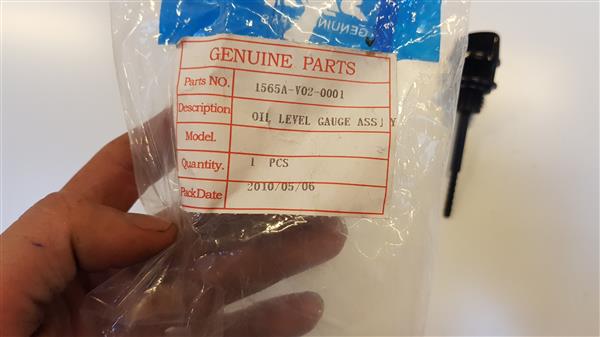 GENUIN
GENUINE PARTS
Parts NO. 1565A-V02-0001
Description OIL LEVEL GAUGE ASSY
Model.
Quantity. 1 PCS
PackDate 2010/05/06